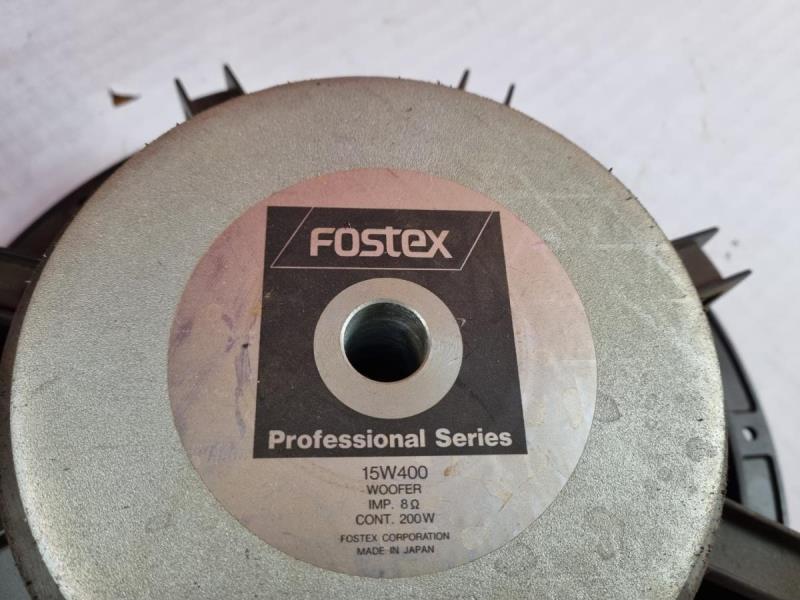 Fostex
Professional Series
15W400
WOOFER
IMP. 8Ω
CONT. 200W
FOSTEX CORPORATION
MADE IN JAPAN